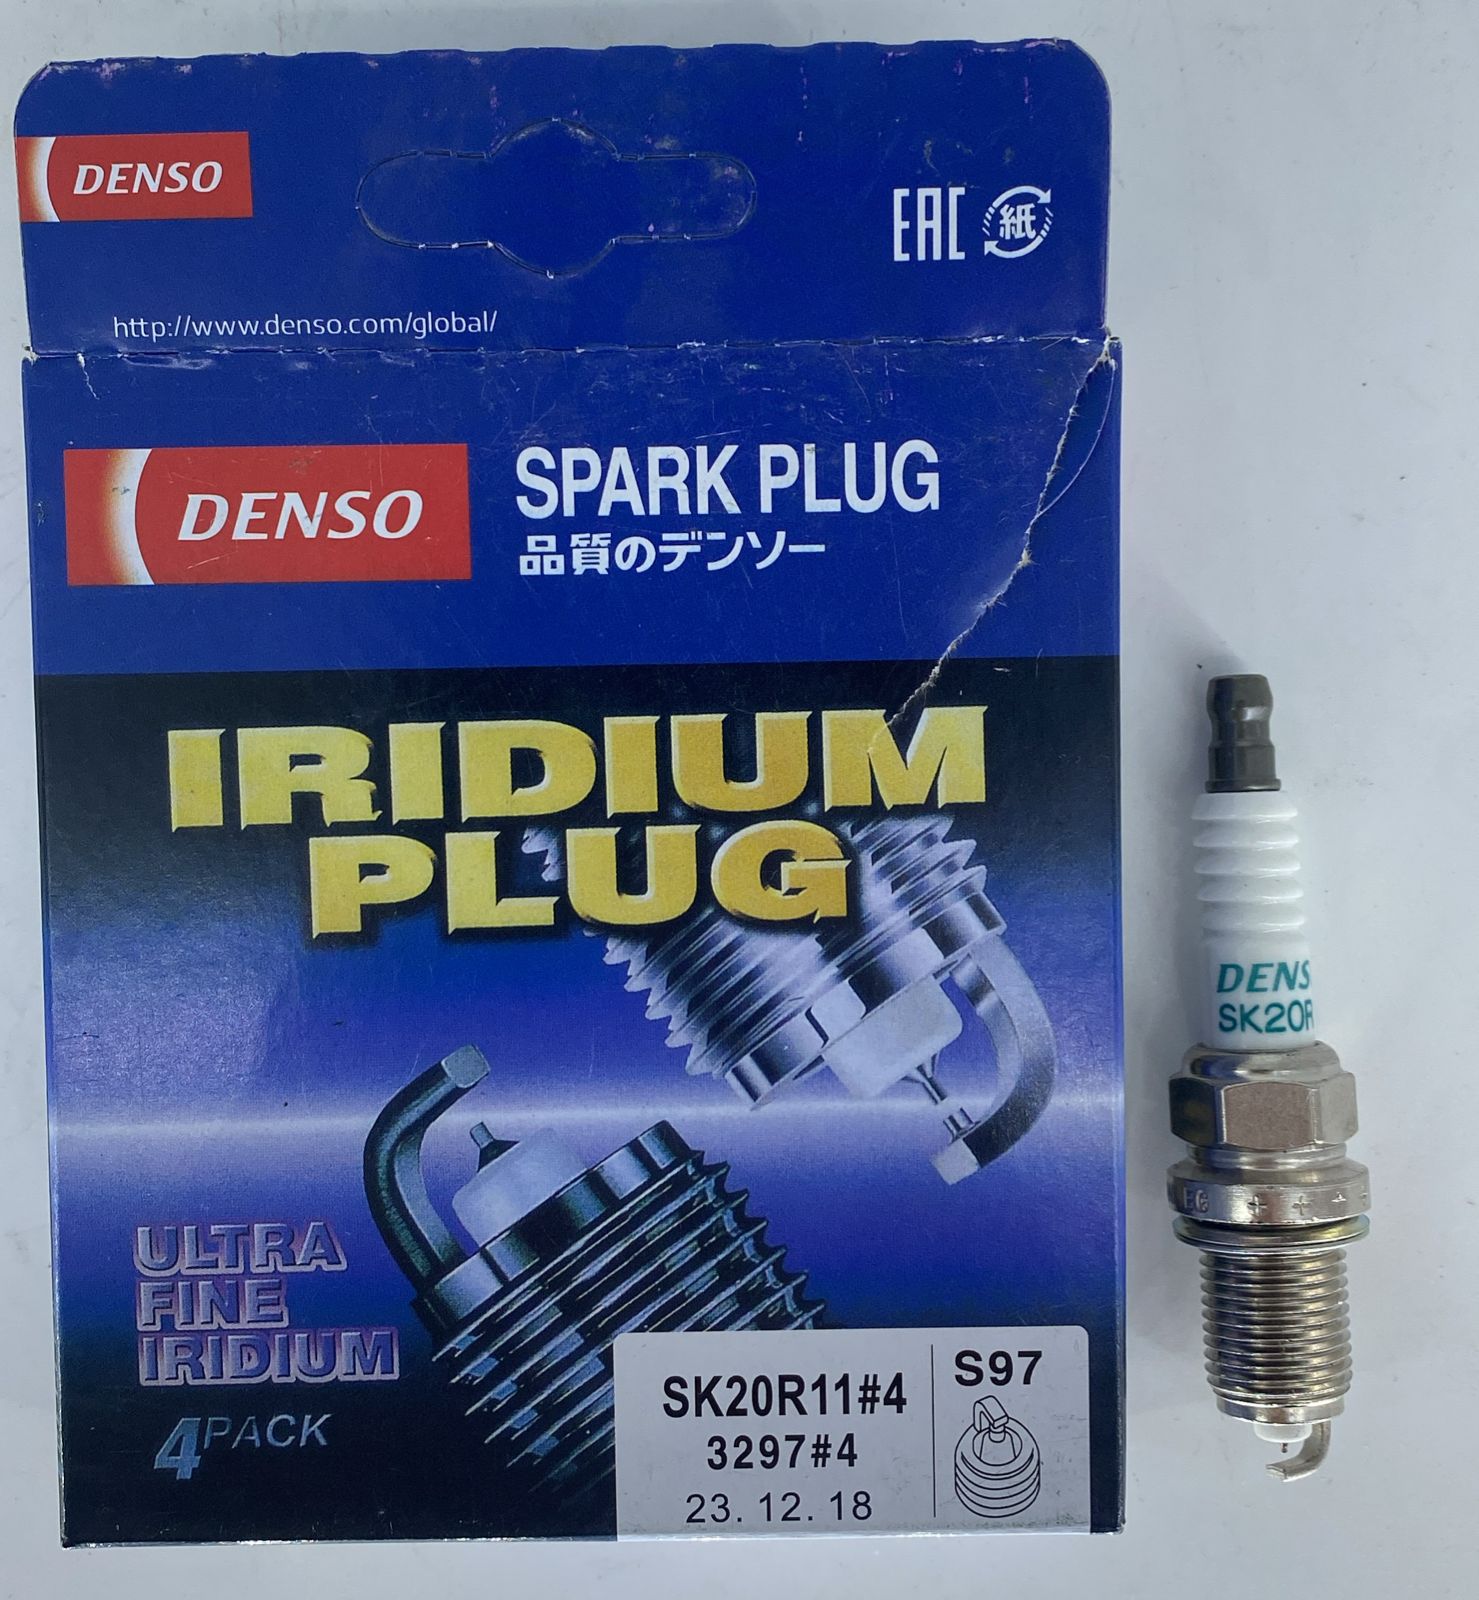 DENSO
EAC 紙
http://www.denso.com/global/
DENSO
SPARK PLUG
品質のデンソー
IRIDIUM
PLUG
ULTRA
FINE
IRIDIUM
4PACK
SK20R11#4
3297#4
23. 12. 18
S97
DENS
SK20R